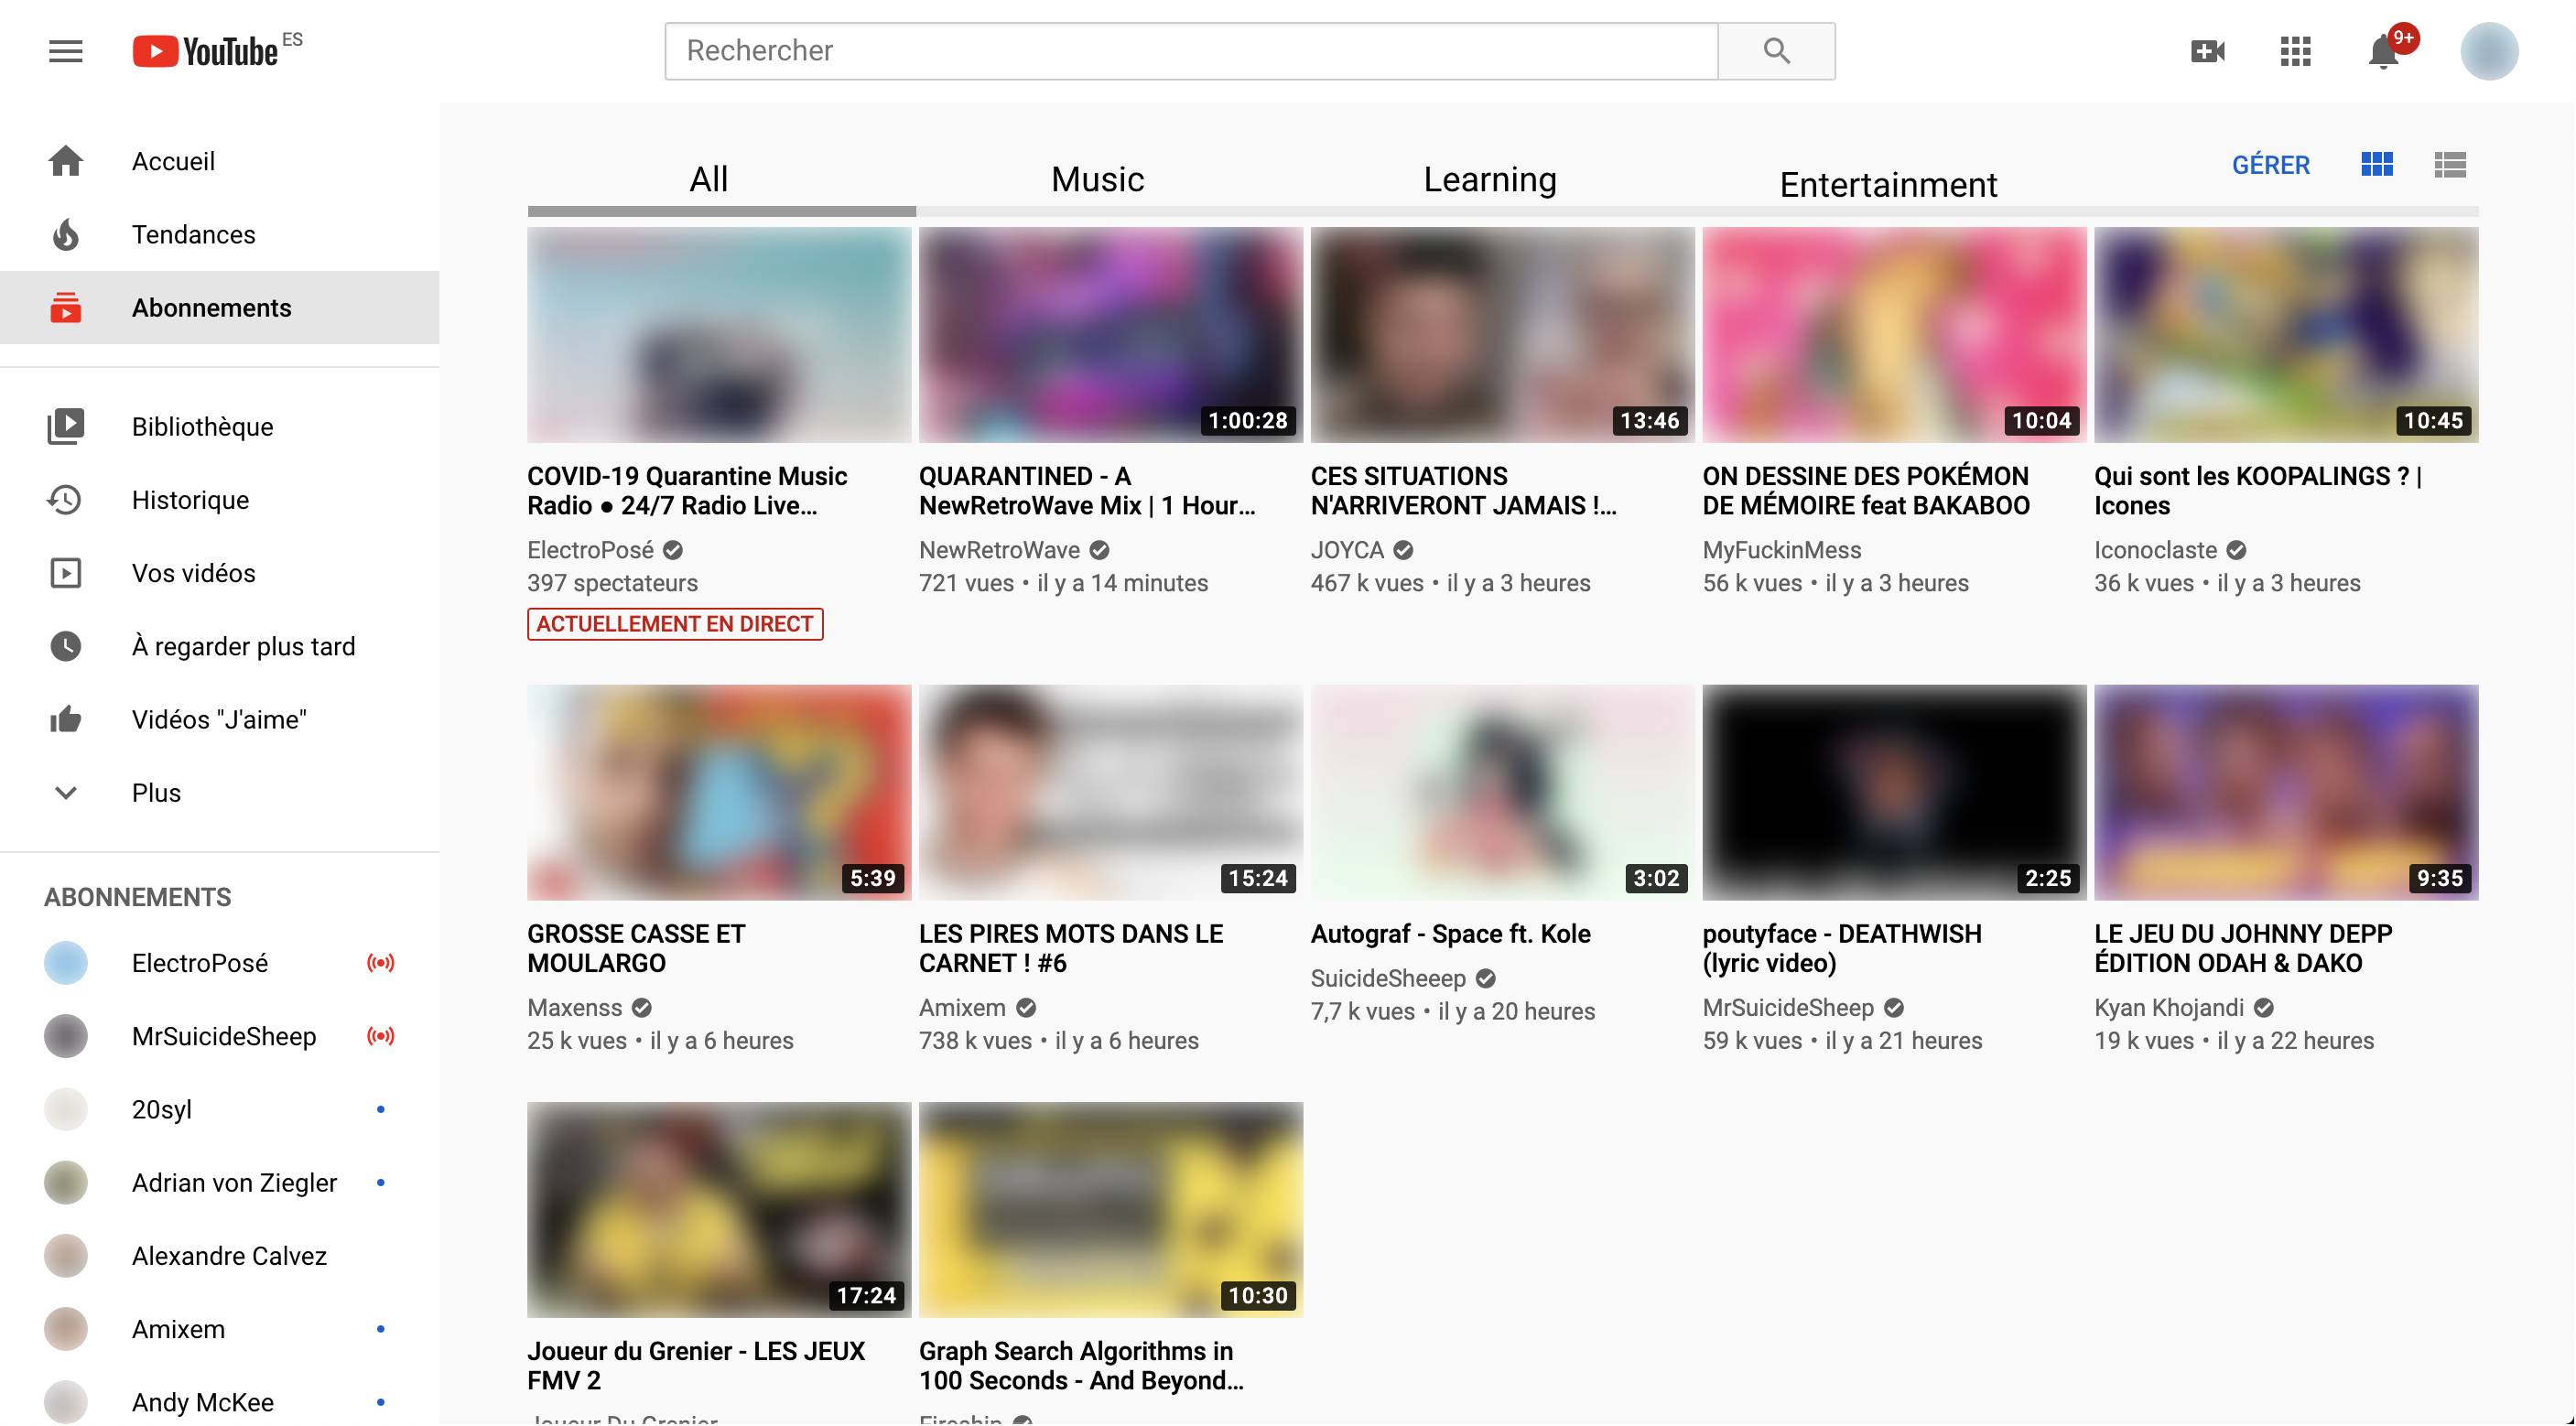 YouTube ES
Rechercher
9+
Accueil
Tendances
Abonnements
Bibliothèque
Historique
Vos vidéos
À regarder plus tard
Vidéos "J'aime"
Plus
ABONNEMENTS
ElectroPosé
MrSuicideSheep
20syl
Adrian von Ziegler
Alexandre Calvez
Amixem
Andy McKee
All
Music
Learning
Entertainment
GÉRER
COVID-19 Quarantine Music
Radio ● 24/7 Radio Live...
ElectroPosé
397 spectateurs
ACTUELLEMENT EN DIRECT
1:00:28
QUARANTINED - A
NewRetroWave Mix | 1 Hour...
NewRetroWave
721 vues • il y a 14 minutes
13:46
CES SITUATIONS
N'ARRIVERONT JAMAIS !...
JOYCA
467 k vues • il y a 3 heures
10:04
ON DESSINE DES POKÉMON
DE MÉMOIRE feat BAKABOO
MyFuckinMess
56 k vues • il y a 3 heures
10:45
Qui sont les KOOPALINGS ? |
Icones
Iconoclaste
36 k vues • il y a 3 heures
5:39
GROSSE CASSE ET
MOULARGO
Maxenss
25 k vues • il y a 6 heures
15:24
LES PIRES MOTS DANS LE
CARNET ! #6
Amixem
738 k vues • il y a 6 heures
3:02
Autograf - Space ft. Kole
SuicideSheeep
7,7 k vues • il y a 20 heures
2:25
poutyface - DEATHWISH
(lyric video)
MrSuicideSheep
59 k vues • il y a 21 heures
9:35
LE JEU DU JOHNNY DEPP
ÉDITION ODAH & DAKO
Kyan Khojandi
19 k vues • il y a 22 heures
17:24
Joueur du Grenier - LES JEUX
FMV 2
Joueur Du Grenier
10:30
Graph Search Algorithms in
100 Seconds - And Beyond...
Fireship